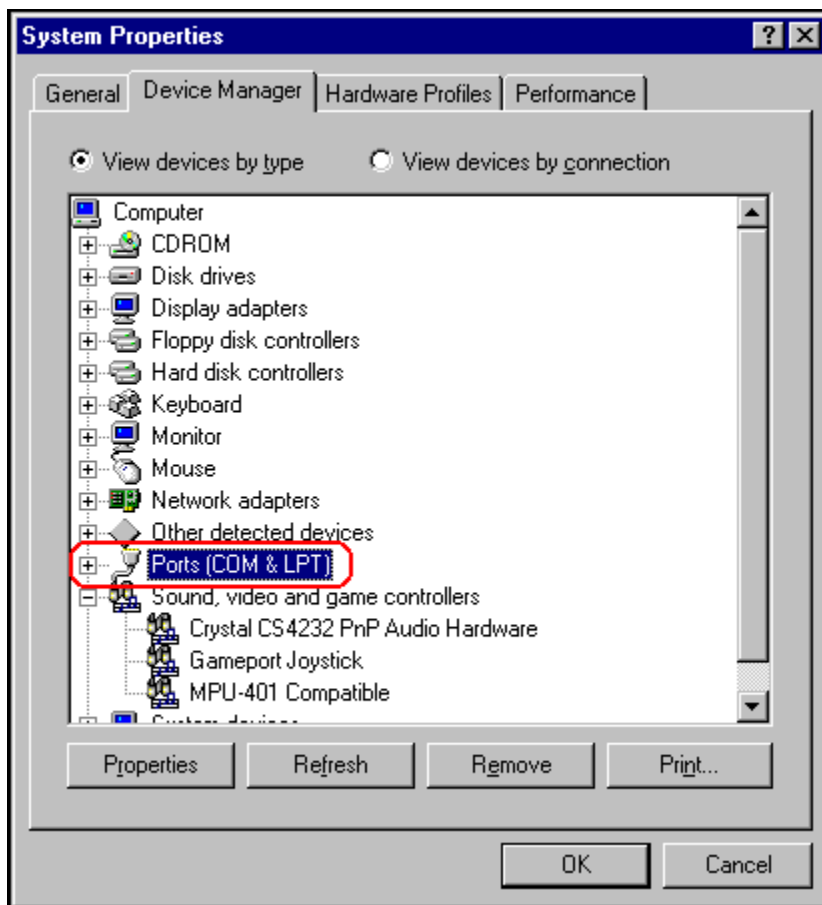 System Properties
General Device Manager Hardware Profiles Performance
View devices by type View devices by connection
Computer
CDROM
Disk drives
Display adapters
Floppy disk controllers
Hard disk controllers
Keyboard
Monitor
Mouse
Network adapters
Other detected devices
Ports (COM & LPT)
Sound, video and game controllers
Crystal CS4232 PnP Audio Hardware
Gameport Joystick
MPU-401 Compatible
System devices
Properties Refresh Remove Print...
OK Cancel